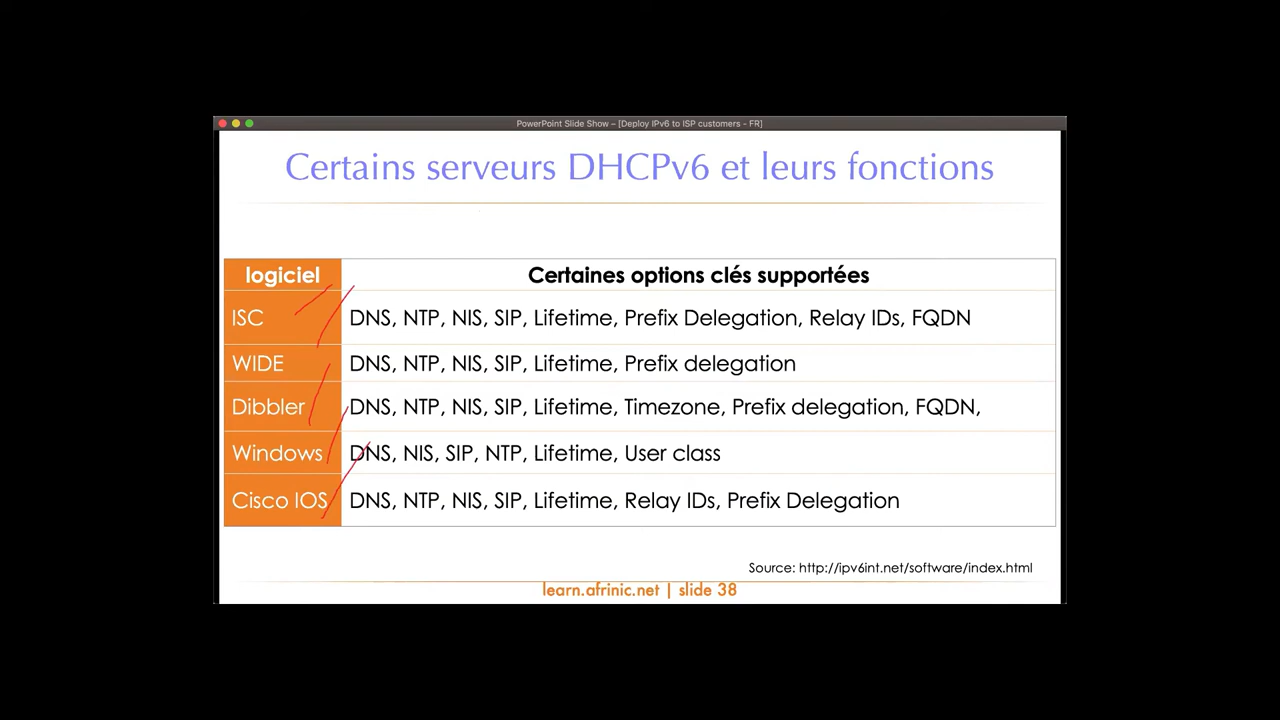 PowerPoint Slide Show – [Deploy IPv6 to ISP customers - FR]
Certains serveurs DHCPv6 et leurs fonctions
logiciel Certaines options clés supportées
ISC DNS, NTP, NIS, SIP, Lifetime, Prefix Delegation, Relay IDs, FQDN
WIDE DNS, NTP, NIS, SIP, Lifetime, Prefix delegation
Dibbler DNS, NTP, NIS, SIP, Lifetime, Timezone, Prefix delegation, FQDN,
Windows DNS, NIS, SIP, NTP, Lifetime, User class
Cisco IOS DNS, NTP, NIS, SIP, Lifetime, Relay IDs, Prefix Delegation
Source: http://ipv6int.net/software/index.html
learn.afrinic.net | slide 38